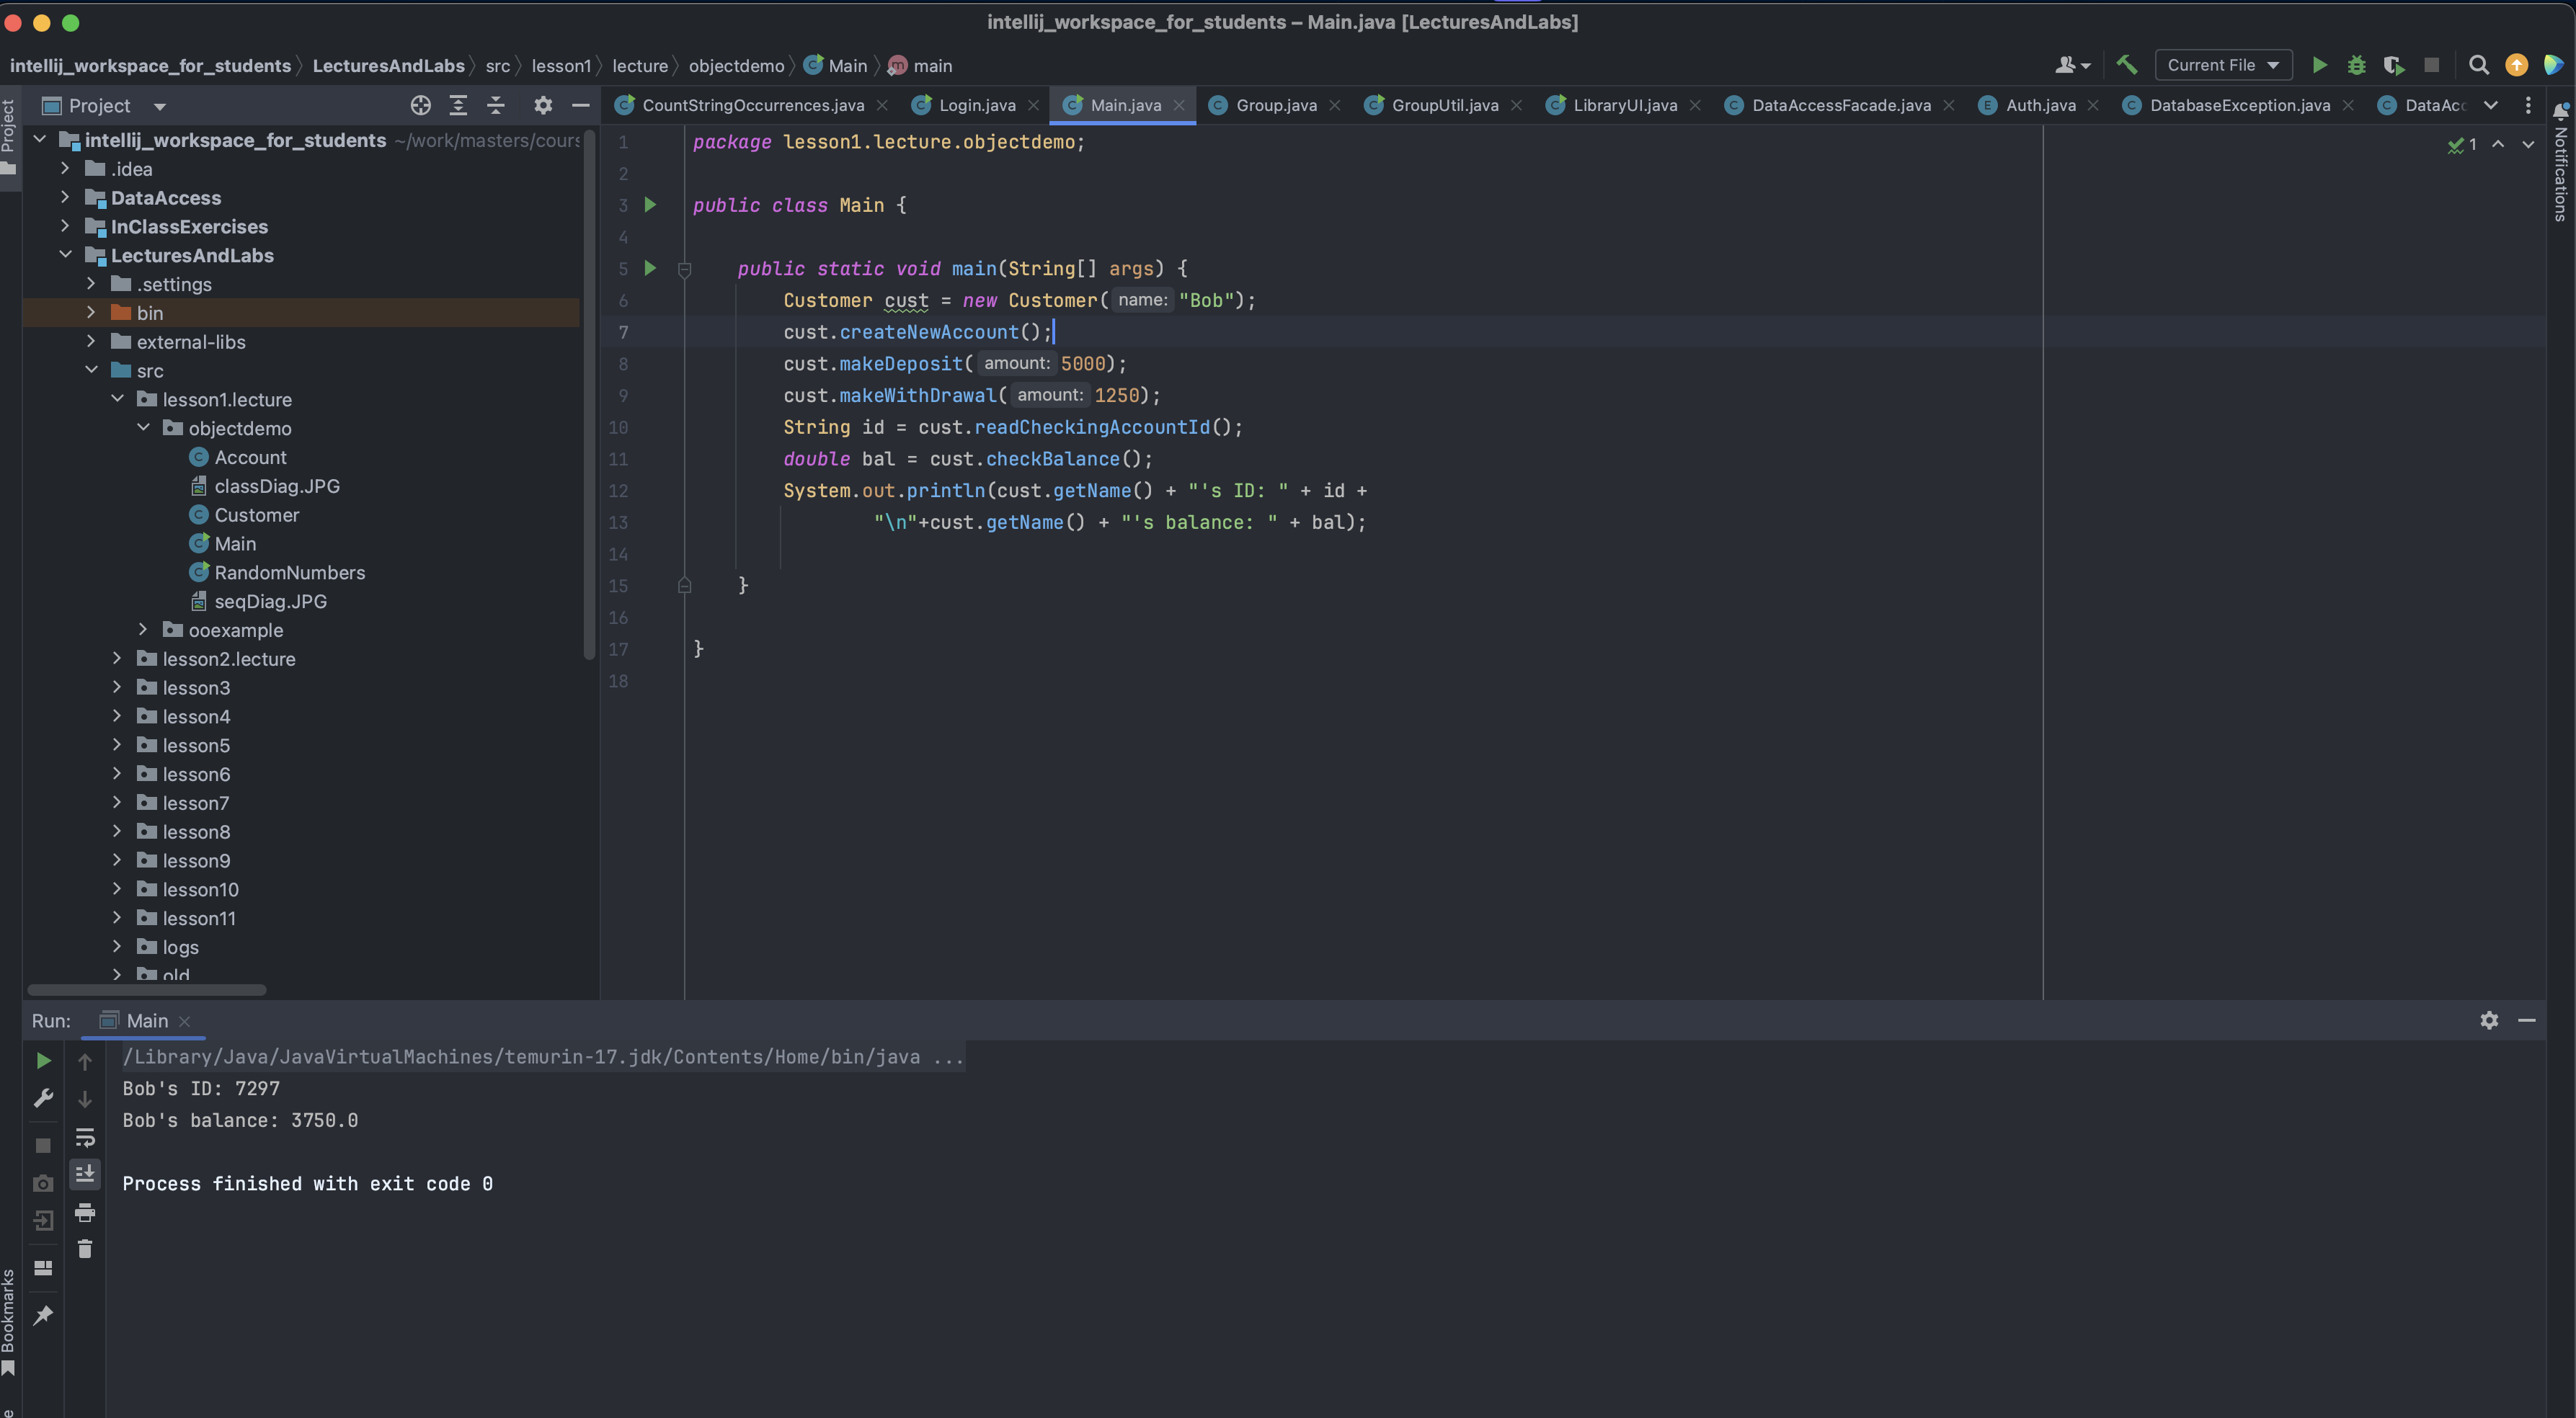 intellij_workspace_for_students – Main.java [LecturesAndLabs]
intellij_workspace_for_students LecturesAndLabs src lesson1 lecture objectdemo Main main
Current File
Project
Project
CountStringOccurrences.java Login.java Main.java Group.java GroupUtil.java LibraryUI.java DataAccessFacade.java Auth.java DatabaseException.java DataAcc
Notifications
intellij_workspace_for_students ~/work/masters/cours
.idea
DataAccess
InClassExercises
LecturesAndLabs
.settings
bin
external-libs
src
lesson1.lecture
objectdemo
Account
classDiag.JPG
Customer
Main
RandomNumbers
seqDiag.JPG
ooexample
lesson2.lecture
lesson3
lesson4
lesson5
lesson6
lesson7
lesson8
lesson9
lesson10
lesson11
logs
old
1 package lesson1.lecture.objectdemo;
2
3 public class Main {
4
5 public static void main(String[] args) {
6 Customer cust = new Customer( name: "Bob");
7 cust.createNewAccount();
8 cust.makeDeposit( amount: 5000);
9 cust.makeWithDrawal( amount: 1250);
10 String id = cust.readCheckingAccountId();
11 double bal = cust.checkBalance();
12 System.out.println(cust.getName() + "'s ID: " + id +
13 "\n"+cust.getName() + "'s balance: " + bal);
14
15 }
16
17 }
18
1
Run: Main
/Library/Java/JavaVirtualMachines/temurin-17.jdk/Contents/Home/bin/java ...
Bob's ID: 7297
Bob's balance: 3750.0
Process finished with exit code 0
Bookmarks